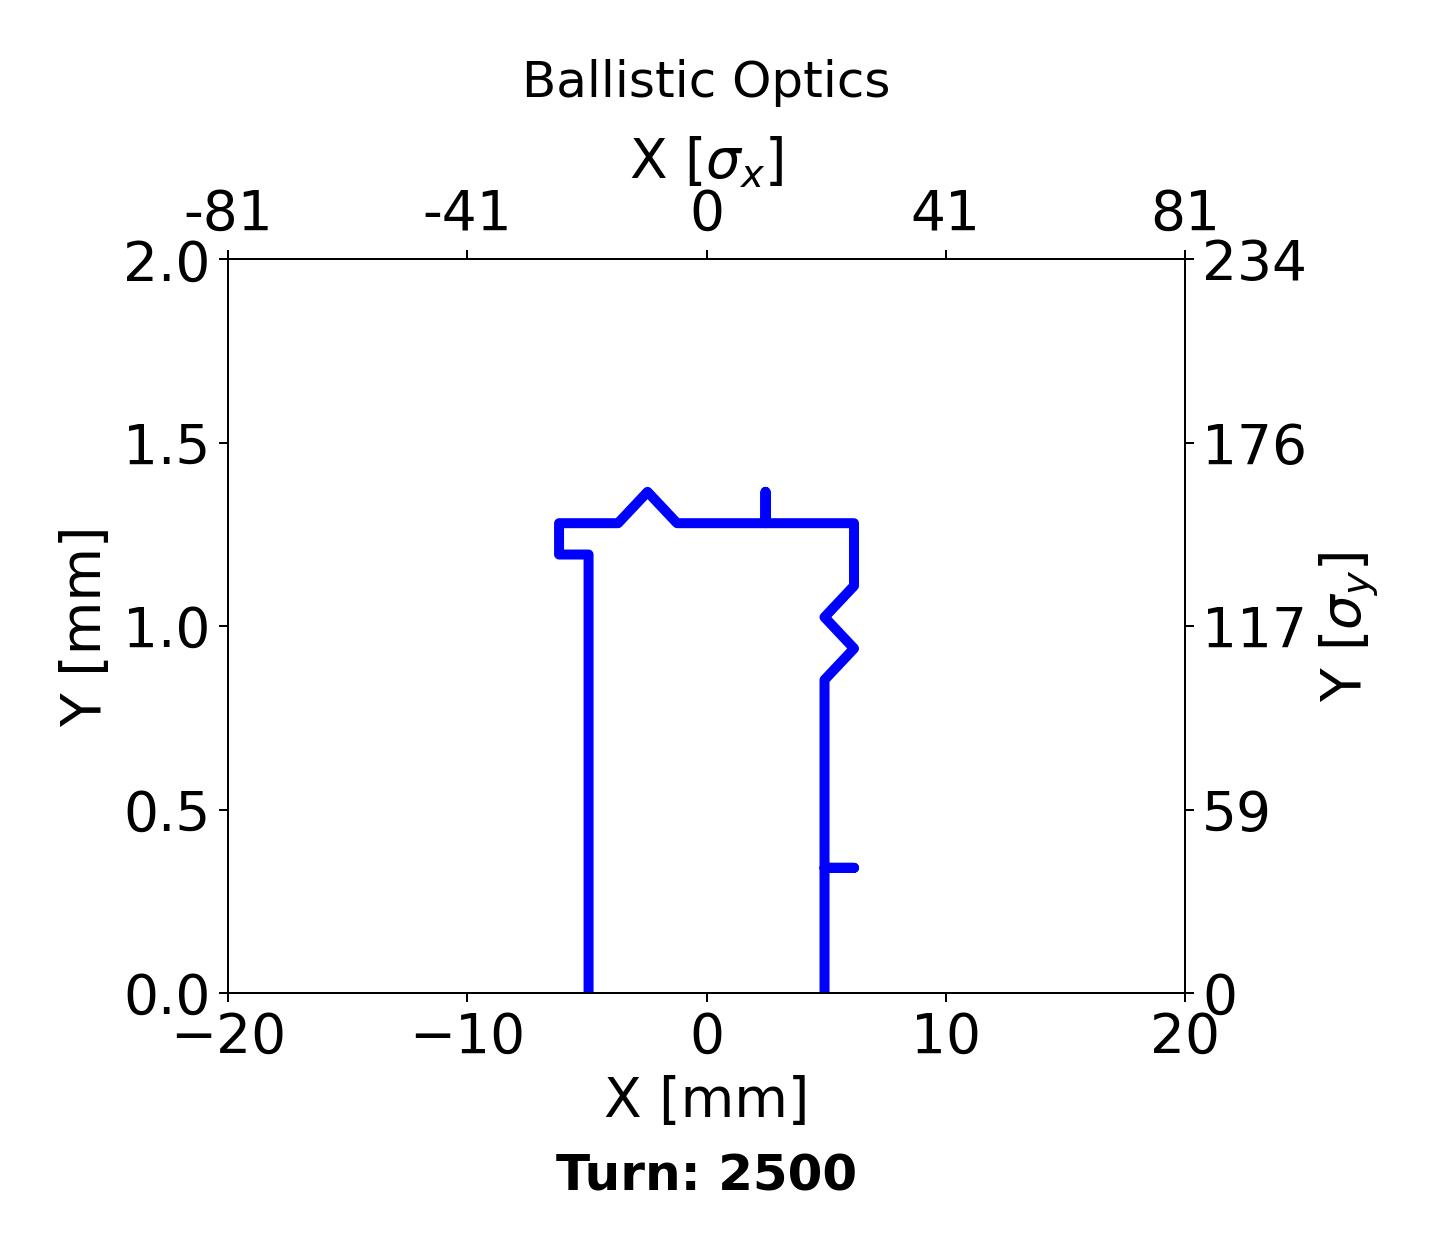 Ballistic Optics
X [σx]
-81 -41 0 41 81
2.0 234
1.5 176
1.0 117
0.5 59
0.0 0
Y [mm]
Y [σy]
−20 −10 0 10 20
X [mm]
Turn: 2500